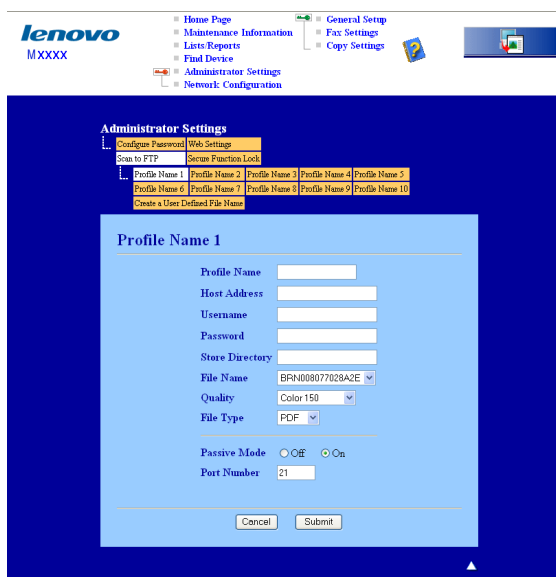 lenovo
MXXXX
Home Page
Maintenance Information
Lists/Reports
Find Device
Administrator Settings
Network Configuration
General Setup
Fax Settings
Copy Settings
Administrator Settings
Configure Password Web Settings
Scan to FTP Secure Function Lock
Profile Name 1 Profile Name 2 Profile Name 3 Profile Name 4 Profile Name 5
Profile Name 6 Profile Name 7 Profile Name 8 Profile Name 9 Profile Name 10
Create a User Defined File Name
Profile Name 1
Profile Name
Host Address
Username
Password
Store Directory
File Name BRN008077028A2E
Quality Color 150
File Type PDF
Passive Mode Off On
Port Number 21
Cancel Submit